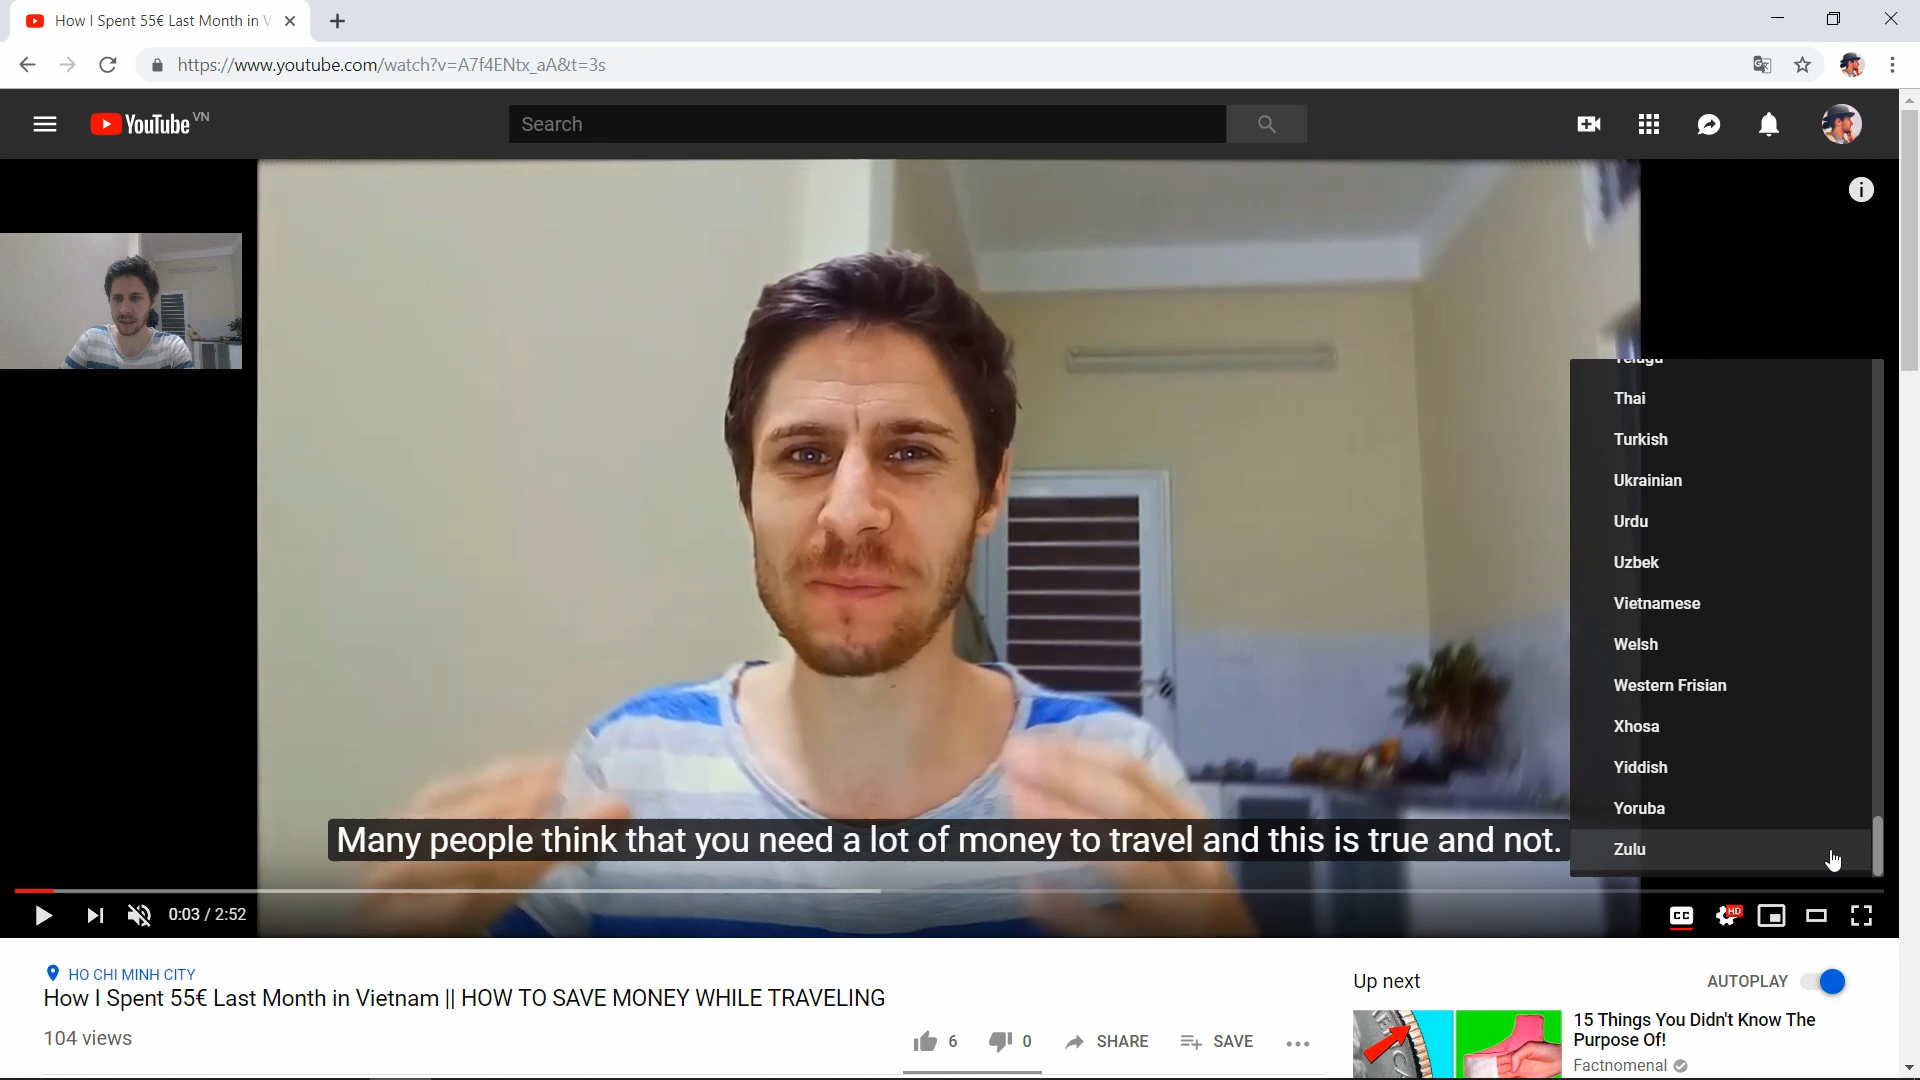 How I Spent 55€ Last Month in V
https://www.youtube.com/watch?v=A7f4ENtx_aA&t=3s
YouTube VN
Search
Telugu
Thai
Turkish
Ukrainian
Urdu
Uzbek
Vietnamese
Welsh
Western Frisian
Xhosa
Yiddish
Yoruba
Zulu
Many people think that you need a lot of money to travel and this is true and not.
0:03 / 2:52
CC
HD
HO CHI MINH CITY
How I Spent 55€ Last Month in Vietnam || HOW TO SAVE MONEY WHILE TRAVELING
104 views
6
0
SHARE
SAVE
Up next
AUTOPLAY
15 Things You Didn't Know The
Purpose Of!
Factnomenal